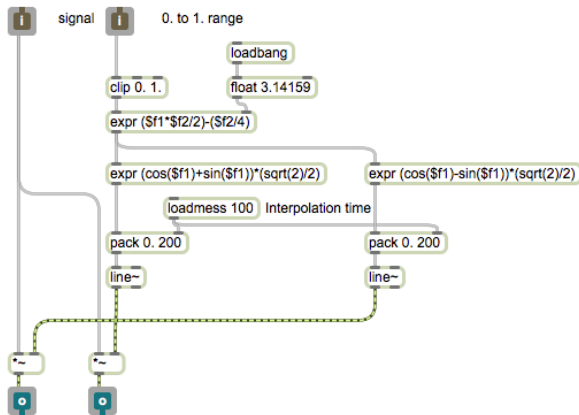 i signal i 0. to 1. range
loadbang
clip 0. 1. float 3.14159
expr ($f1*$f2/2)-($f2/4)
expr (cos($f1)+sin($f1))*(sqrt(2)/2) expr (cos($f1)-sin($f1))*(sqrt(2)/2)
loadmess 100 Interpolation time
pack 0. 200 pack 0. 200
line~ line~
*~ *~
o o